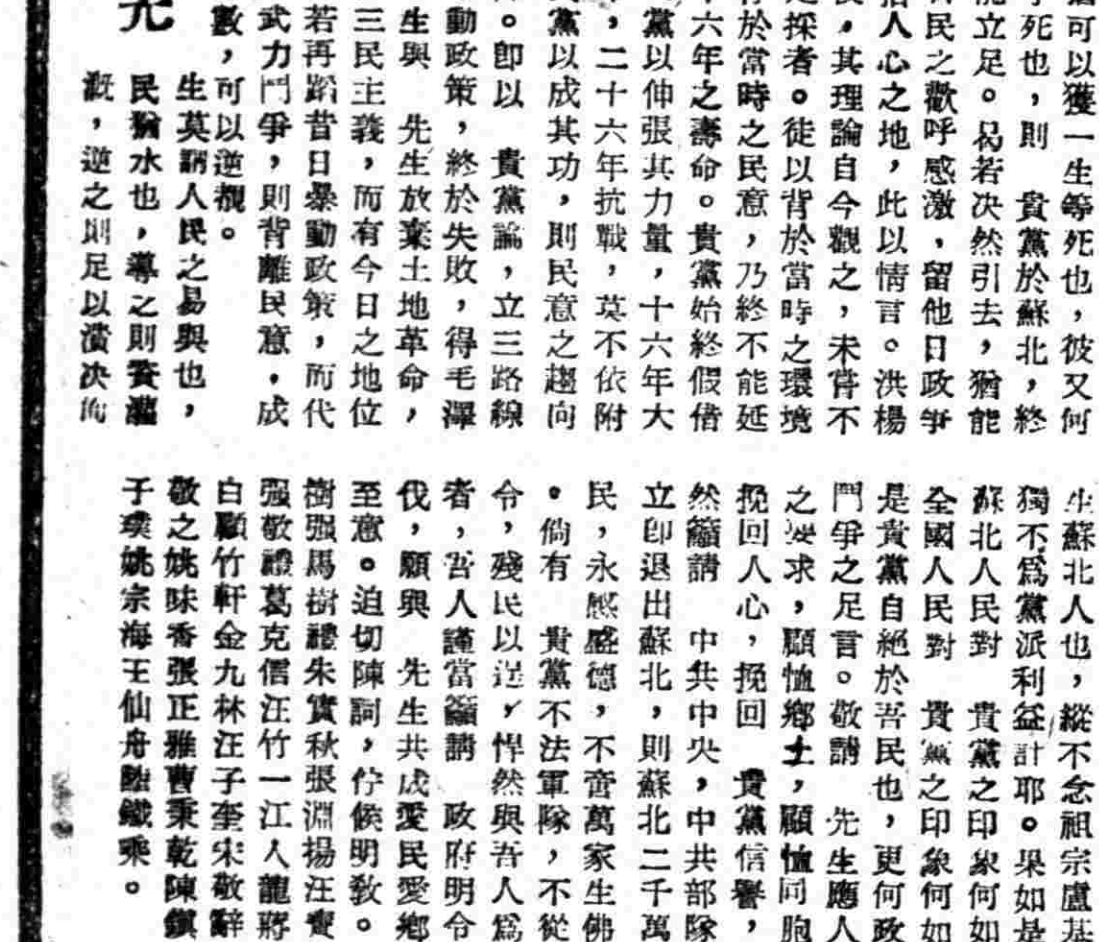 猶可以獲一生等死也，彼又何
死也，則　貴黨於蘇北，終
能立足。曷若决然引去，猶能
民之歡呼感激，留他日政爭
人心之地，此以情言。洪楊
，其理論自今觀之，未嘗不
採者。徒以背於當時之環境
於當時之民意，乃終不能延
六年之壽命。貴黨始終假借
黨以伸張其力量，十六年大
，二十六年抗戰，莫不依附
黨以成其功，則民意之趨向
。卽以　貴黨論，立三路線
動政策，終於失敗，得毛澤
生與　先生放棄土地革命，
三民主義，而有今日之地位
若再蹈昔日暴動政策，而代
武力鬥爭，則背離民意，成
數，可以逆覩。
生莫謂人民之易與也，
民猶水也，導之則資灌
溉，逆之則足以潰决
生蘇北人也，縱不念祖宗廬基
獨不爲黨派利益計耶。果如是
蘇北人民對　貴黨之印象何如
全國人民對　貴黨之印象何如
是貴黨自絕於吾民也，更何政
鬥爭之足言。敬請　先生應人
之要求，顧恤鄉土，顧恤同胞
挽回人心，挽回　貴黨信譽，
然籲請　中共中央，中共部隊
立卽退出蘇北，則蘇北二千萬
民，永感盛德，不啻萬家生佛
。倘有　貴黨不法軍隊，不從
令，殘民以逞，悍然與吾人爲
者，吾人謹當籲請　政府明令
伐，願與　先生共成愛民愛鄉
至意。迫切陳詞，佇候明敎。
樹强馬樹禮朱實秋張淵揚汪寶
强敬禮葛克信汪竹一江人龍蔣
白顧竹軒金九林汪子奎宋敬辭
敬之姚味香張正雅曹秉乾陳鎭
子璞姚宗海王仙舟陸鐵乘。